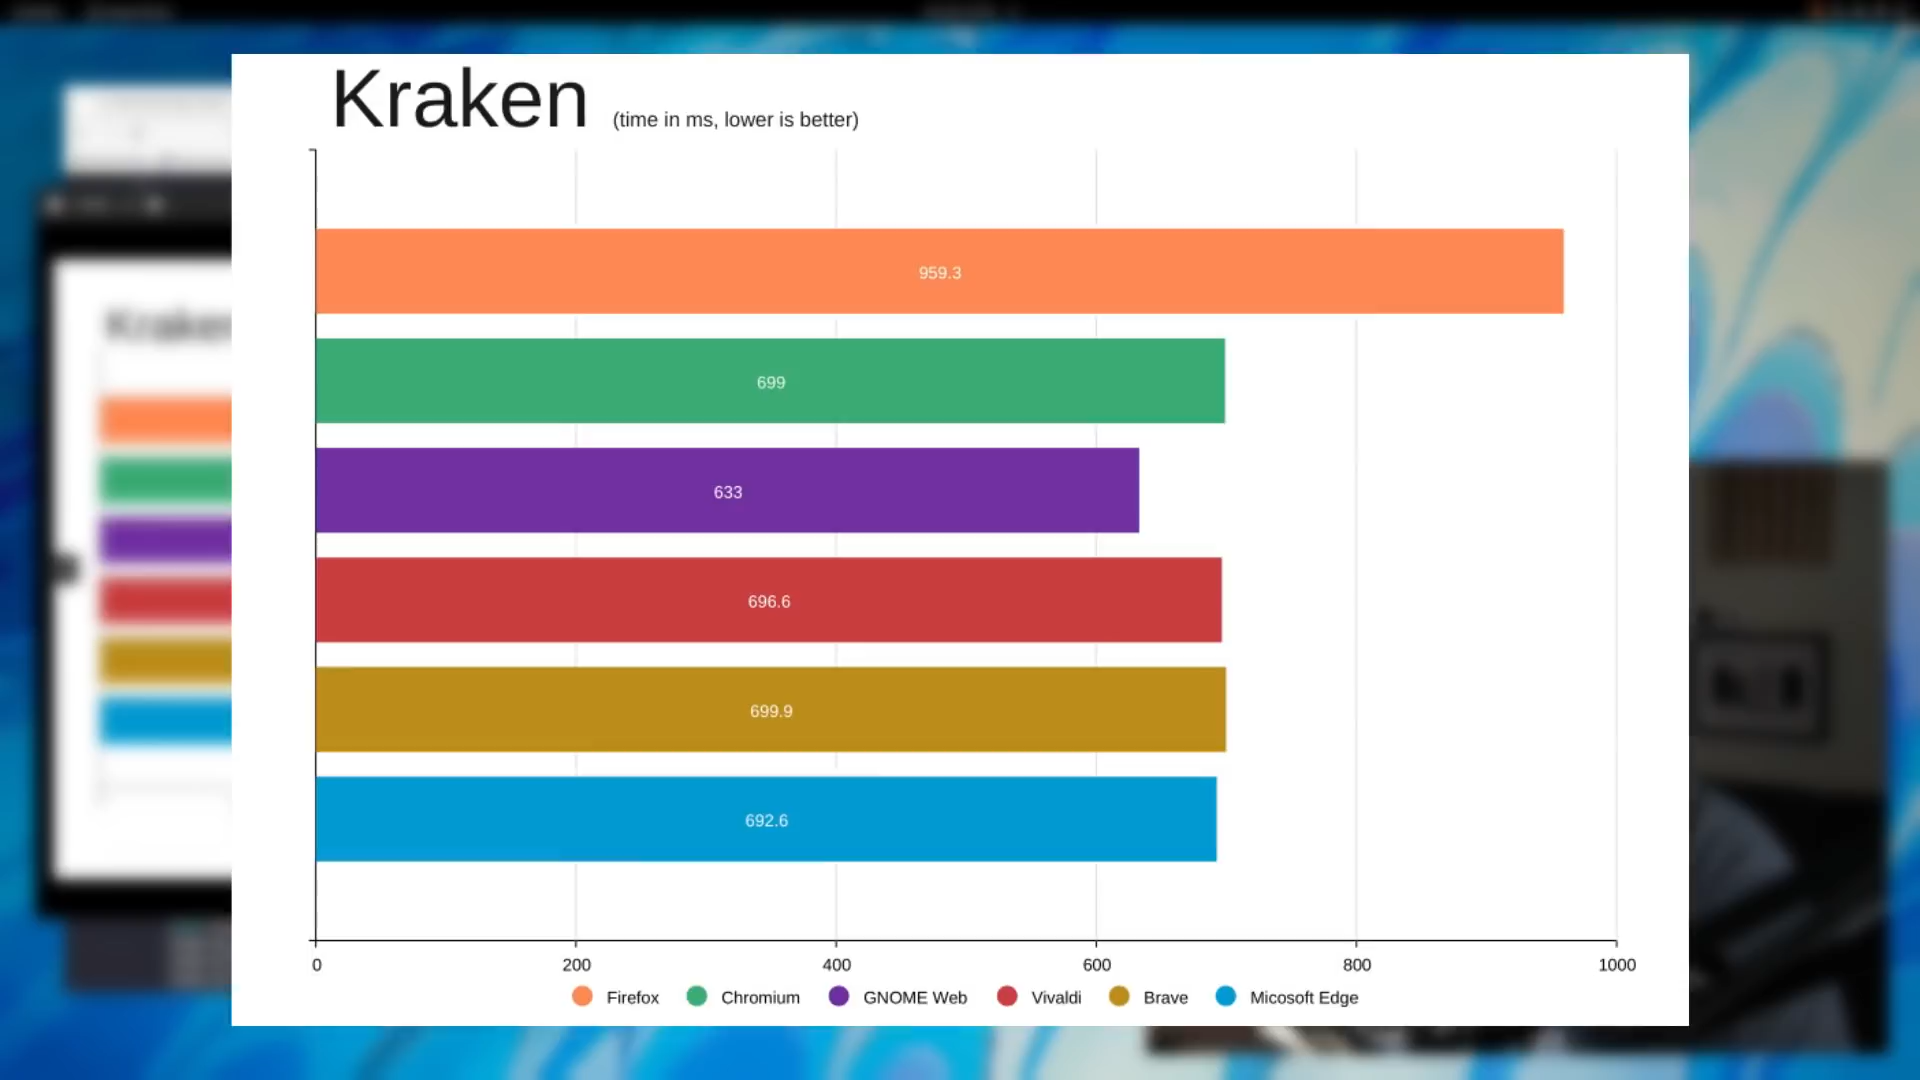 Kraken (time in ms, lower is better)
959.3
699
633
696.6
699.9
692.6
0 200 400 600 800 1000
Firefox Chromium GNOME Web Vivaldi Brave Micosoft Edge
Kraken